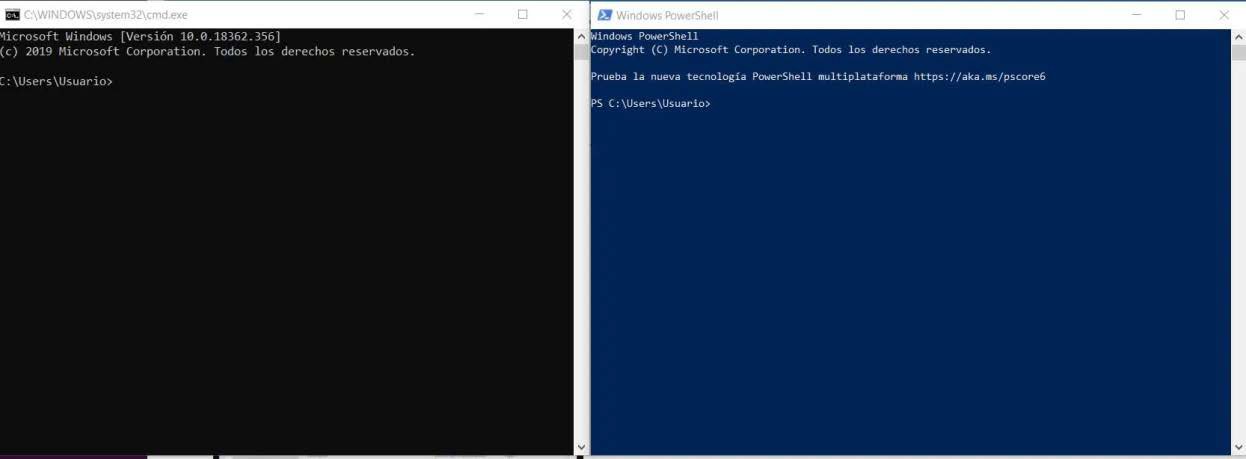 C:\WINDOWS\system32\cmd.exe
Microsoft Windows [Versión 10.0.18362.356]
(c) 2019 Microsoft Corporation. Todos los derechos reservados.
C:\Users\Usuario>
Windows PowerShell
Windows PowerShell
Copyright (C) Microsoft Corporation. Todos los derechos reservados.
Prueba la nueva tecnología PowerShell multiplataforma https://aka.ms/pscore6
PS C:\Users\Usuario>